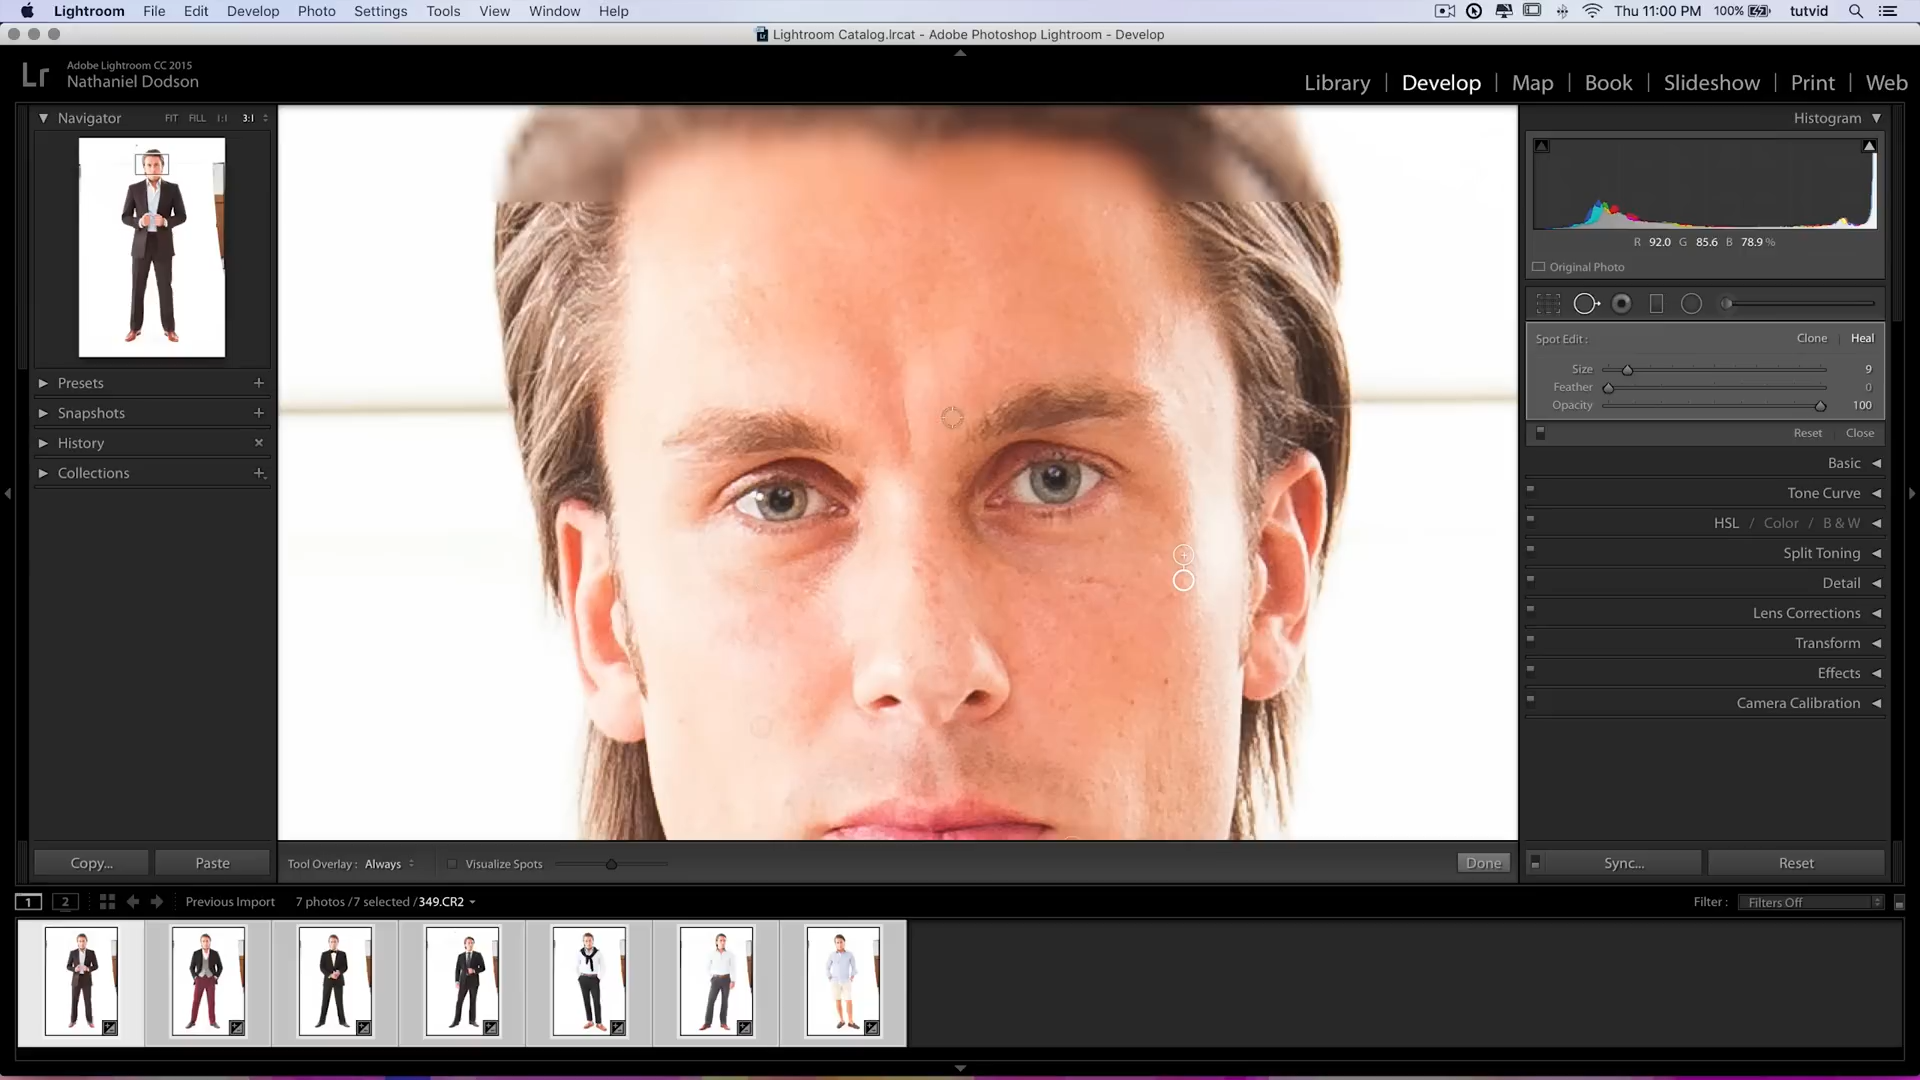 Lightroom File Edit Develop Photo Settings Tools View Window Help Thu 11:00 PM 100% tutvid
Lightroom Catalog.lrcat - Adobe Photoshop Lightroom - Develop
Lr Adobe Lightroom CC 2015
Nathaniel Dodson
Library | Develop | Map | Book | Slideshow | Print | Web
Navigator FIT FILL 1:1 3:1
Histogram
R 92.0 G 85.6 B 78.9 %
Original Photo
Spot Edit : Clone | Heal
Size 9
Feather 0
Opacity 100
Reset Close
Presets
Snapshots
History
Collections
Basic
Tone Curve
HSL / Color / B & W
Split Toning
Detail
Lens Corrections
Transform
Effects
Camera Calibration
Copy... Paste
Tool Overlay : Always Visualize Spots Done
Sync... Reset
1 2 Previous Import 7 photos /7 selected /349.CR2 Filter : Filters Off